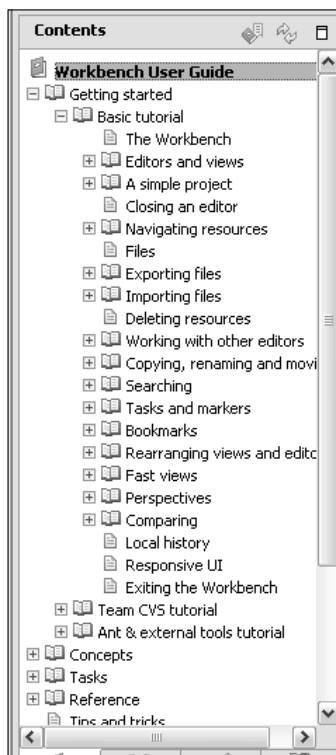 Contents
Workbench User Guide
Getting started
Basic tutorial
The Workbench
Editors and views
A simple project
Closing an editor
Navigating resources
Files
Exporting files
Importing files
Deleting resources
Working with other editors
Copying, renaming and movi
Searching
Tasks and markers
Bookmarks
Rearranging views and editc
Fast views
Perspectives
Comparing
Local history
Responsive UI
Exiting the Workbench
Team CVS tutorial
Ant & external tools tutorial
Concepts
Tasks
Reference
Tips and tricks